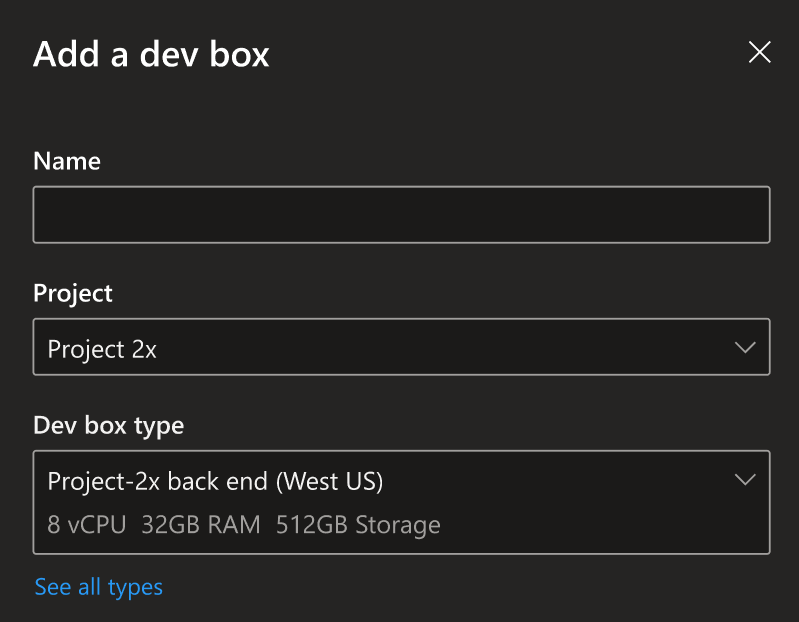 Add a dev box
Name
Project
Project 2x
Dev box type
Project-2x back end (West US)
8 vCPU 32GB RAM 512GB Storage
See all types